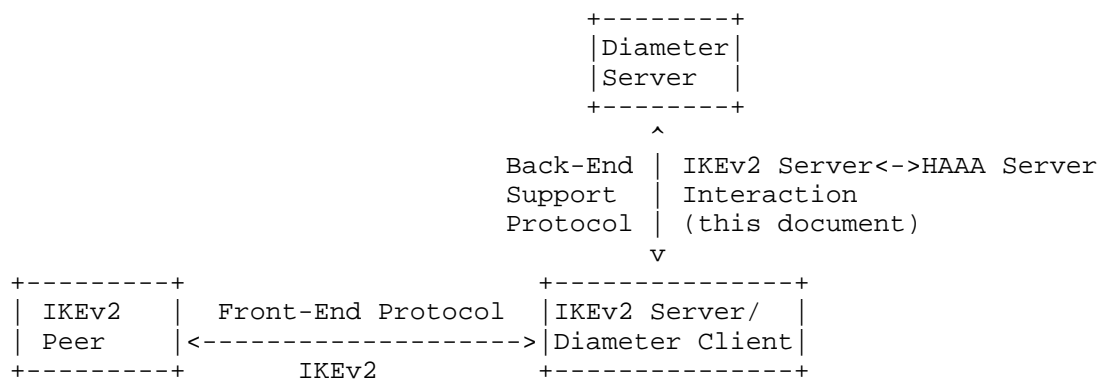 Diameter
Server
Back-End | IKEv2 Server<->HAAA Server
Support | Interaction
Protocol | (this document)
IKEv2 Front-End Protocol IKEv2 Server/
Peer <---------------------> Diameter Client
IKEv2